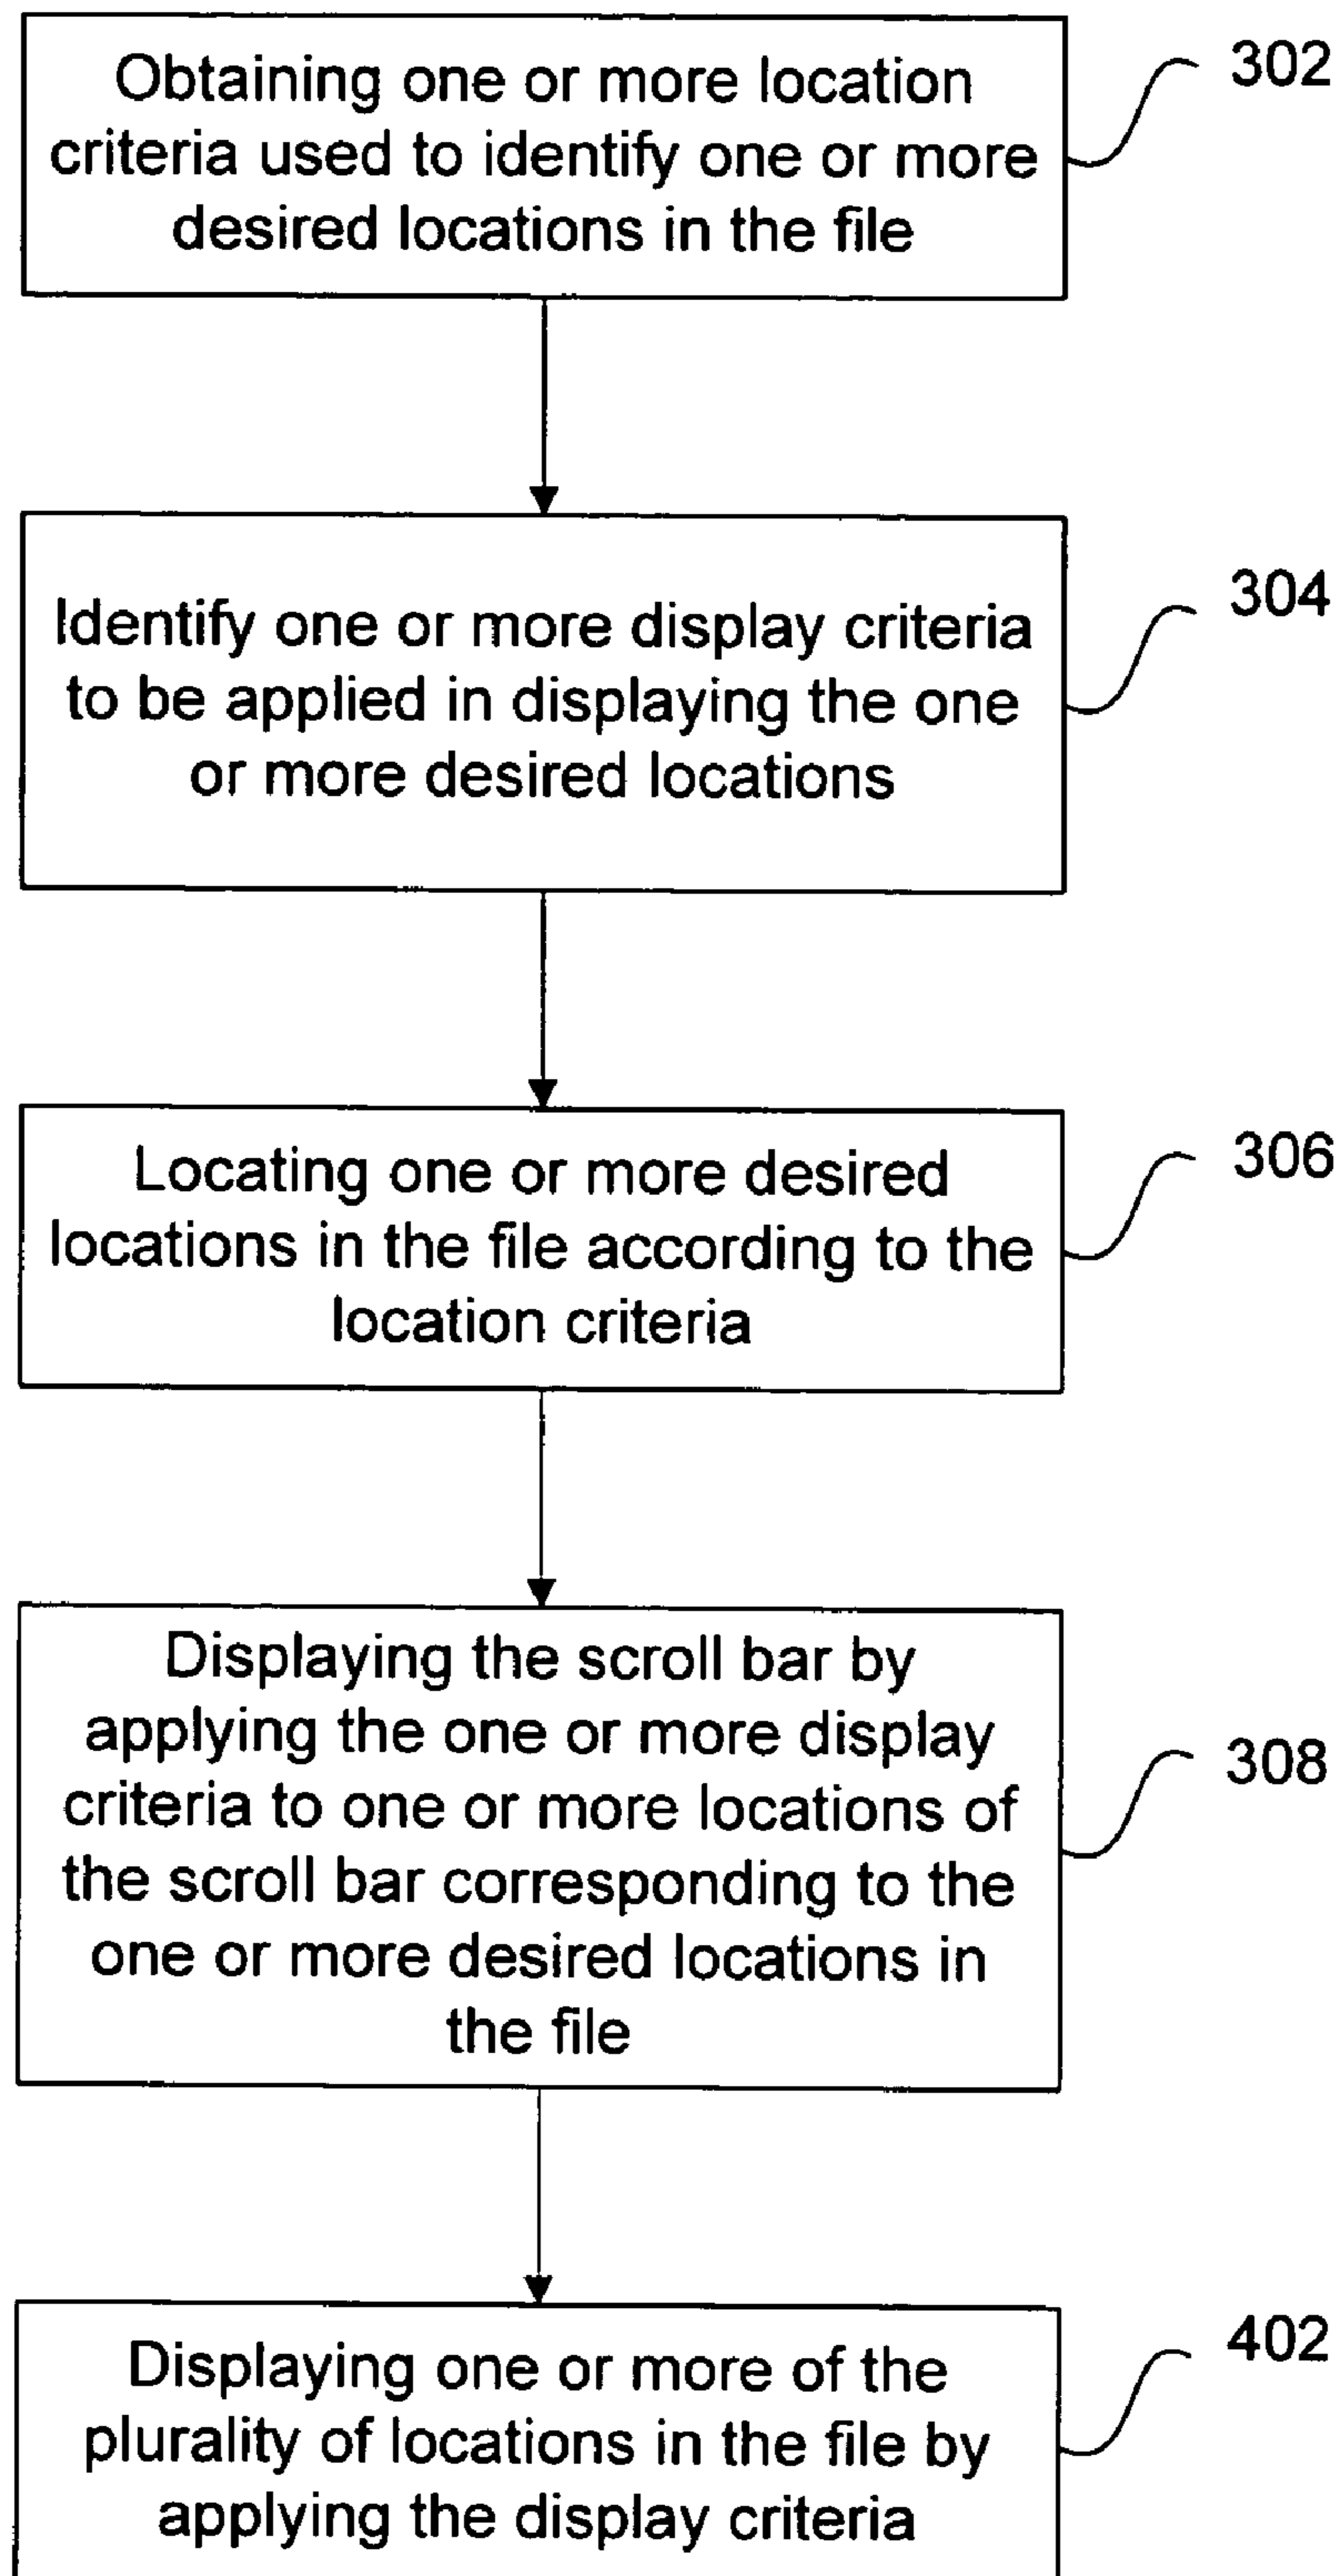 Obtaining one or more location
criteria used to identify one or more
desired locations in the file
302
Identify one or more display criteria
to be applied in displaying the one
or more desired locations
304
Locating one or more desired
locations in the file according to the
location criteria
306
Displaying the scroll bar by
applying the one or more display
criteria to one or more locations of
the scroll bar corresponding to the
one or more desired locations in
the file
308
Displaying one or more of the
plurality of locations in the file by
applying the display criteria
402